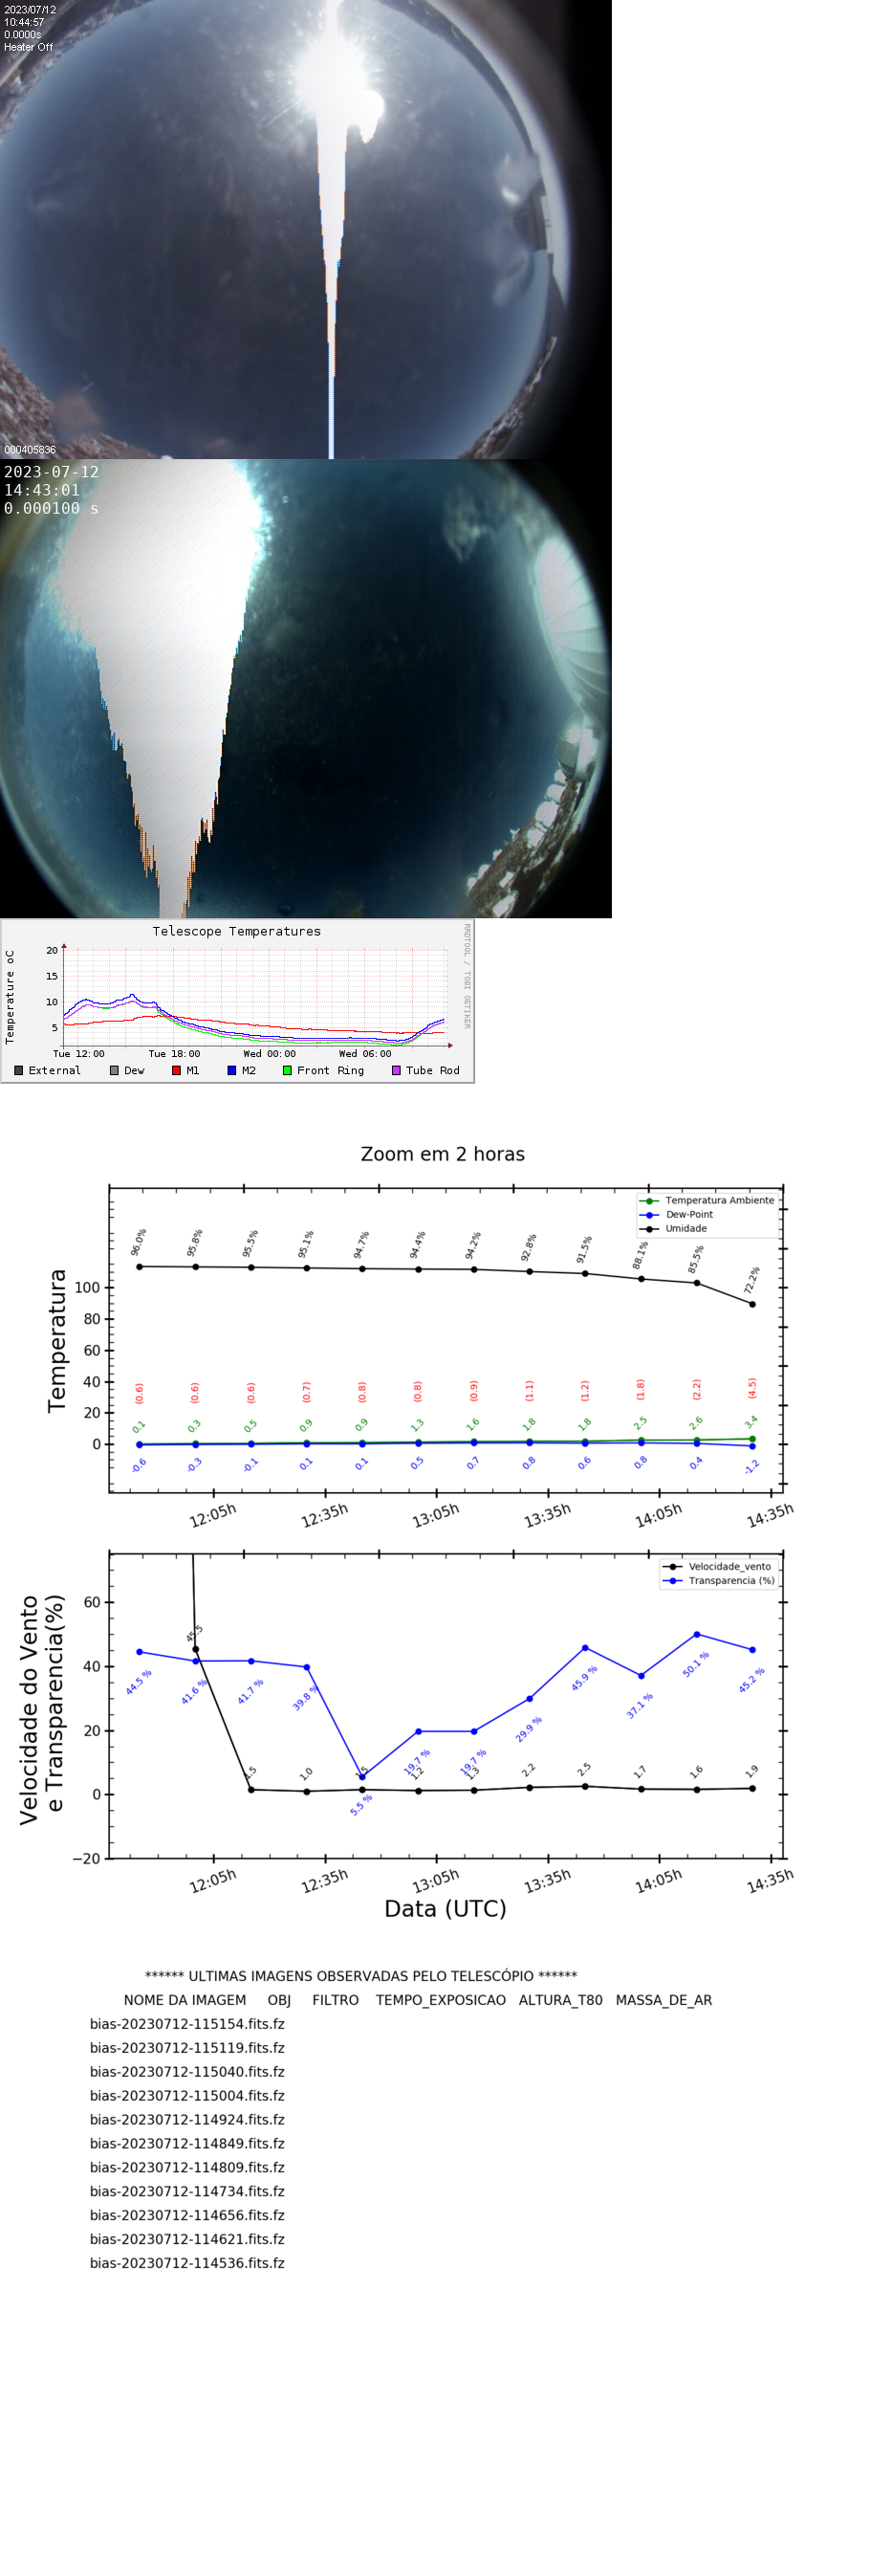 2023/07/12
10:44:57
0.0000s
Heater Off
000405836
2023-07-12
14:43:01
0.000100 s
Telescope Temperatures
RRDTOOL / TOBI OETIKER
Temperature oC
20
15
10
5
Tue 12:00 Tue 18:00 Wed 00:00 Wed 06:00
External Dew M1 M2 Front Ring Tube Rod
Zoom em 2 horas
Temperatura Ambiente
Dew-Point
Umidade
Temperatura
96.0% 95.8% 95.5% 95.1% 94.7% 94.4% 94.2% 92.8% 91.5% 88.1% 85.5% 72.2%
100
80
60
40
20
0
(0.6) (0.6) (0.6) (0.7) (0.8) (0.8) (0.9) (1.1) (1.2) (1.8) (2.2) (4.5)
0.1 0.3 0.5 0.9 0.9 1.3 1.6 1.8 1.8 2.5 2.6 3.4
-0.6 -0.3 -0.1 0.1 0.1 0.5 0.7 0.8 0.6 0.8 0.4 -1.2
12:05h 12:35h 13:05h 13:35h 14:05h 14:35h
Velocidade_vento
Transparencia (%)
Velocidade do Vento
e Transparencia(%)
60
40
20
0
−20
45.5 1.5 1.0 1.5 1.2 1.3 2.2 2.5 1.7 1.6 1.9
44.5 % 41.6 % 41.7 % 39.8 % 5.5 % 19.7 % 19.7 % 29.9 % 45.9 % 37.1 % 50.1 % 45.2 %
12:05h 12:35h 13:05h 13:35h 14:05h 14:35h
Data (UTC)
****** ULTIMAS IMAGENS OBSERVADAS PELO TELESCÓPIO ******
NOME DA IMAGEM OBJ FILTRO TEMPO_EXPOSICAO ALTURA_T80 MASSA_DE_AR
bias-20230712-115154.fits.fz
bias-20230712-115119.fits.fz
bias-20230712-115040.fits.fz
bias-20230712-115004.fits.fz
bias-20230712-114924.fits.fz
bias-20230712-114849.fits.fz
bias-20230712-114809.fits.fz
bias-20230712-114734.fits.fz
bias-20230712-114656.fits.fz
bias-20230712-114621.fits.fz
bias-20230712-114536.fits.fz